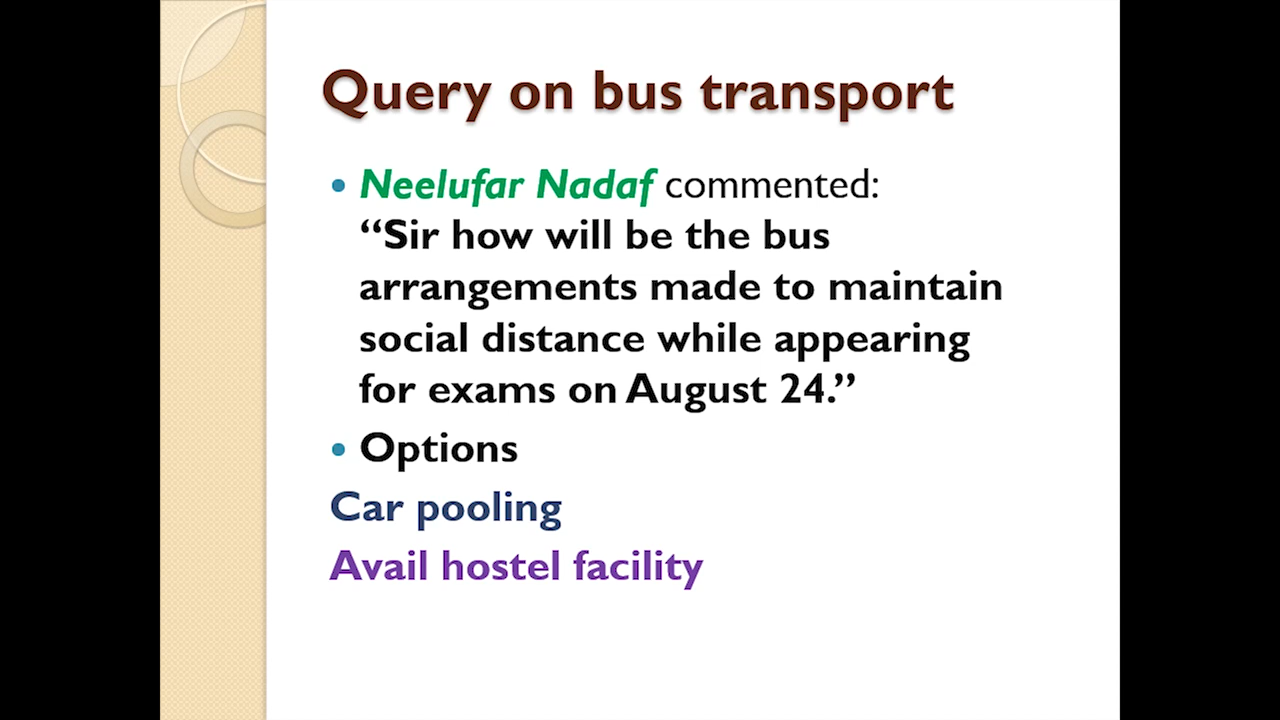 Query on bus transport
• Neelufar Nadaf commented:
“Sir how will be the bus
arrangements made to maintain
social distance while appearing
for exams on August 24.”
• Options
Car pooling
Avail hostel facility